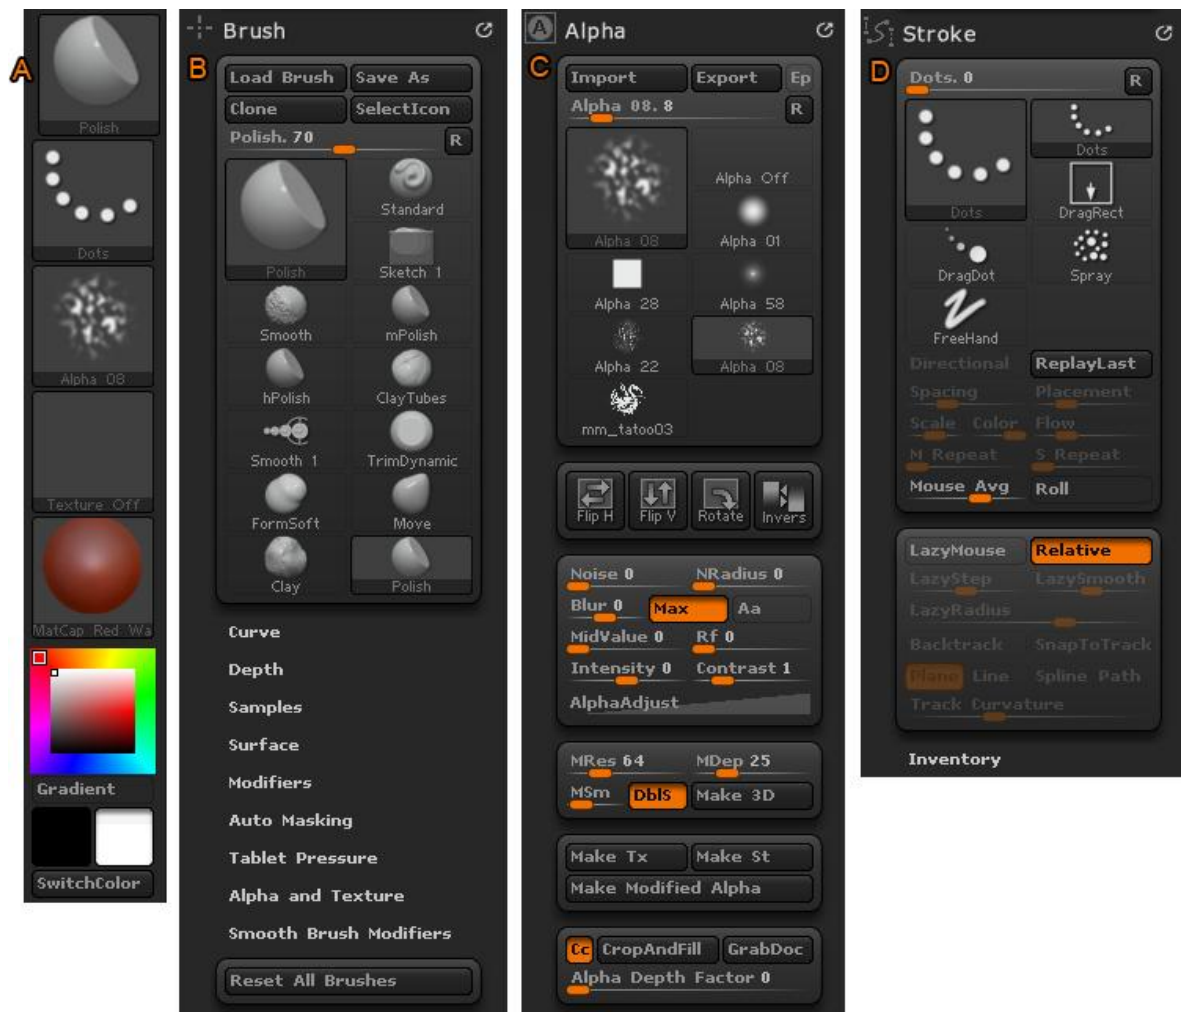 A
Polish
Dots
Alpha 08
Texture Off
MatCap Red Wa
Gradient
SwitchColor
Brush
B
Load Brush Save As
Clone SelectIcon
Polish. 70 R
Polish
Standard
Sketch 1
Smooth mPolish
hPolish ClayTubes
Smooth 1 TrimDynamic
FormSoft Move
Clay Polish
Curve
Depth
Samples
Surface
Modifiers
Auto Masking
Tablet Pressure
Alpha and Texture
Smooth Brush Modifiers
Reset All Brushes
A Alpha
C
Import Export Ep
Alpha 08. 8 R
Alpha 08
Alpha Off
Alpha 01
Alpha 28 Alpha 58
Alpha 22 Alpha 08
mm_tatoo03
Flip H Flip V Rotate Invers
Noise 0 NRadius 0
Blur 0 Max Aa
MidValue 0 Rf 0
Intensity 0 Contrast 1
AlphaAdjust
MRes 64 MDep 25
MSm DblS Make 3D
Make Tx Make St
Make Modified Alpha
Cc CropAndFill GrabDoc
Alpha Depth Factor 0
Stroke
D
Dots. 0 R
Dots
Dots
DragRect
DragDot Spray
FreeHand
Directional ReplayLast
Spacing Placement
Scale Color Flow
M Repeat S Repeat
Mouse Avg Roll
LazyMouse Relative
LazyStep LazySmooth
LazyRadius
Backtrack SnapToTrack
Plane Line Spline Path
Track Curvature
Inventory